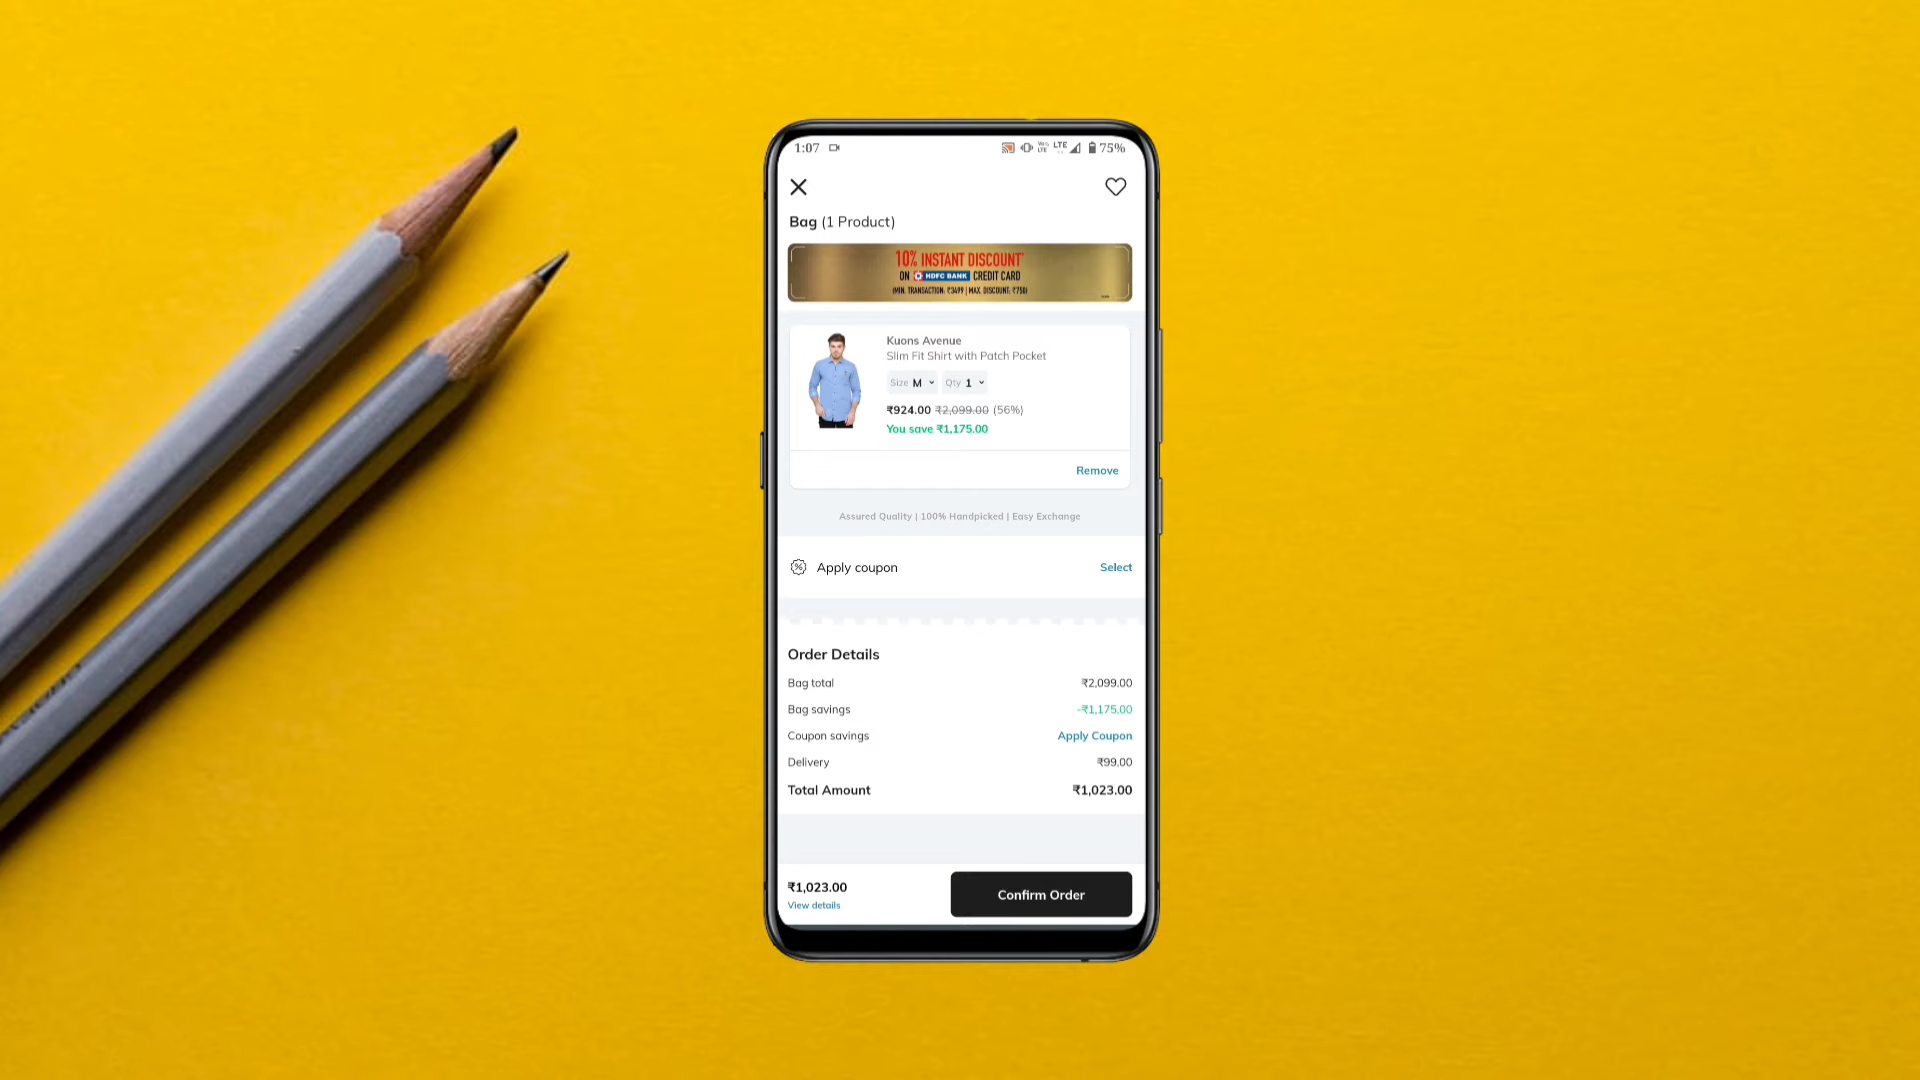 1:07
LTE 75%
Bag (1 Product)
10% INSTANT DISCOUNT*
ON HDFC BANK CREDIT CARD
(MIN. TRANSACTION: ₹3499 | MAX. DISCOUNT: ₹750)
Kuons Avenue
Slim Fit Shirt with Patch Pocket
Size M Qty 1
₹924.00 ₹2,099.00 (56%)
You save ₹1,175.00
Remove
Assured Quality | 100% Handpicked | Easy Exchange
Apply coupon Select
Order Details
Bag total ₹2,099.00
Bag savings -₹1,175.00
Coupon savings Apply Coupon
Delivery ₹99.00
Total Amount ₹1,023.00
₹1,023.00
View details
Confirm Order